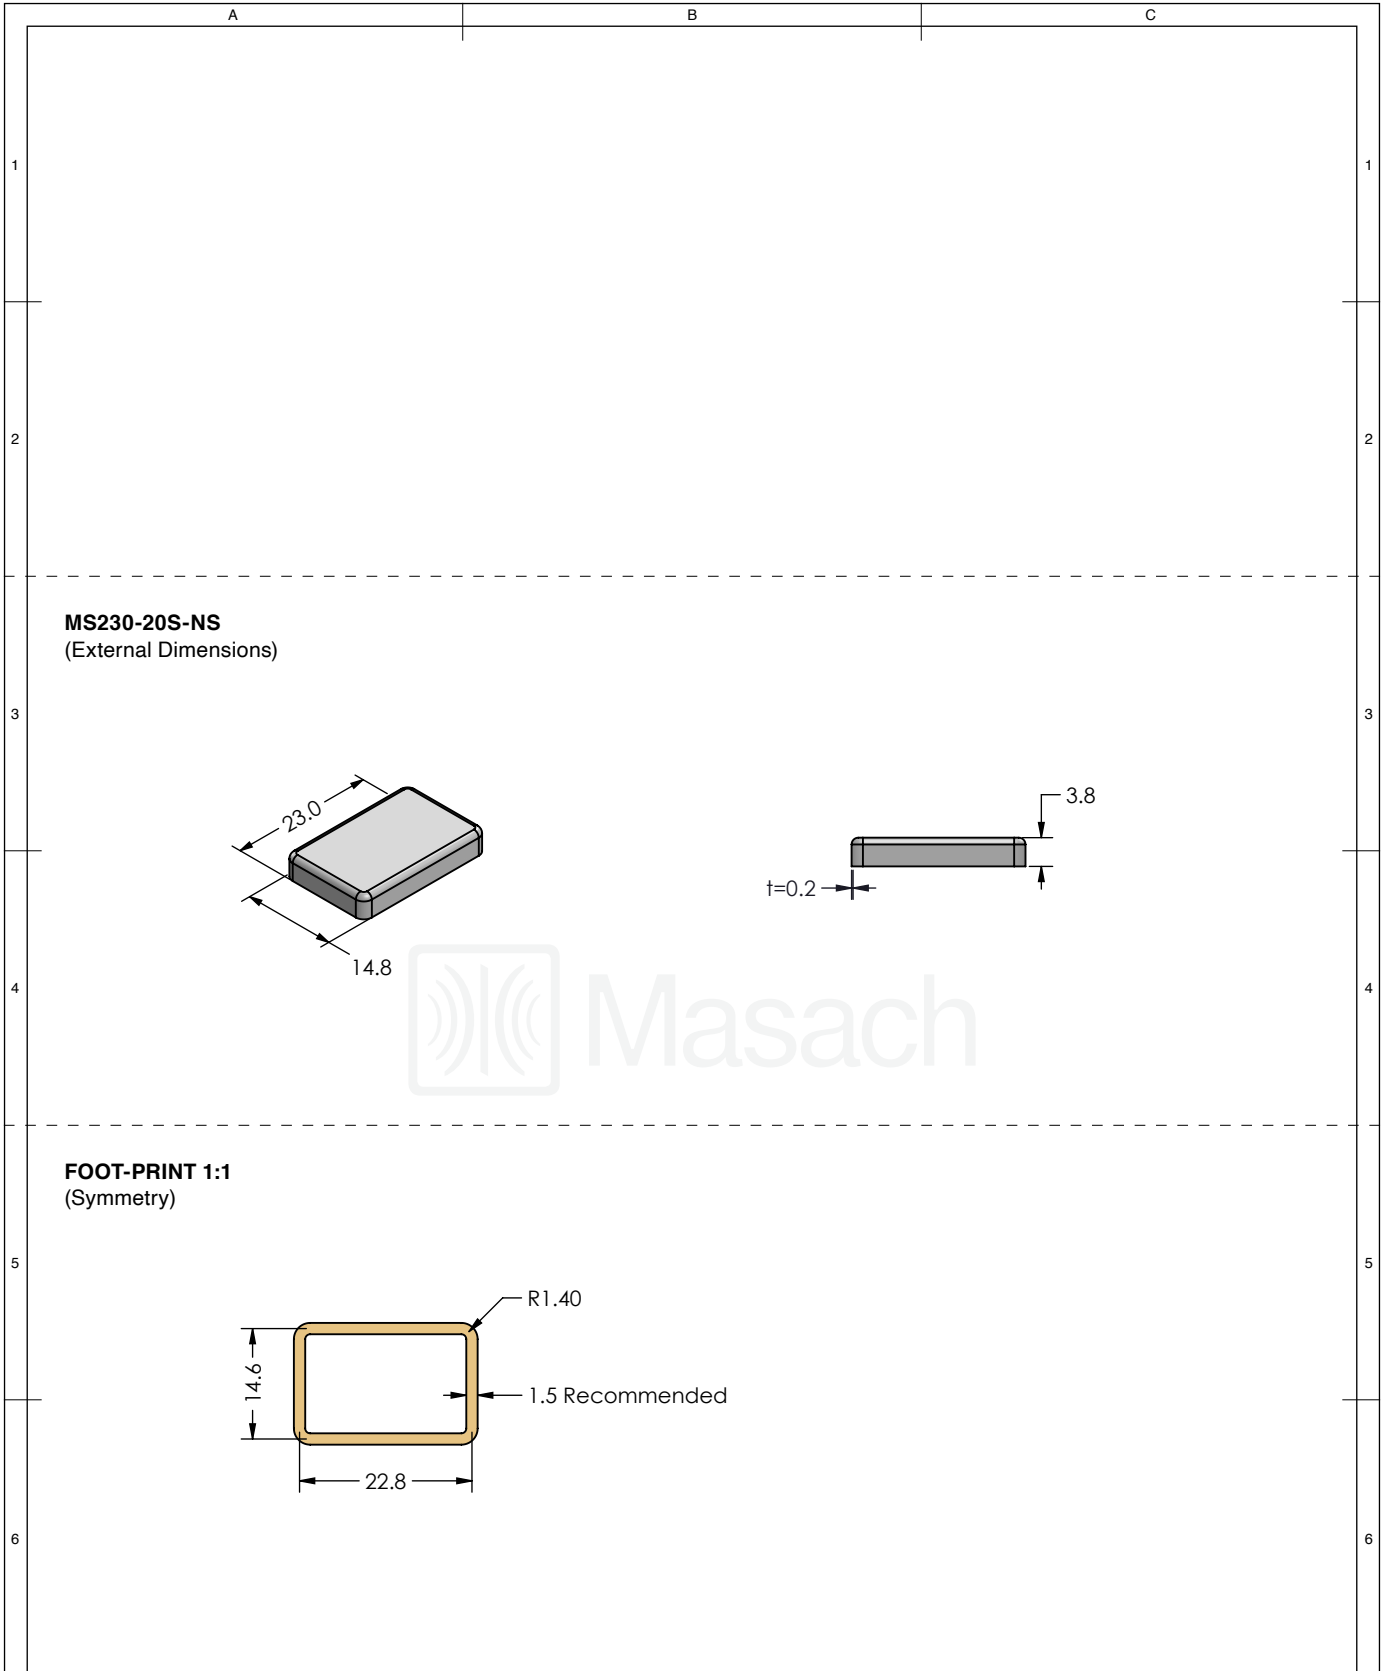 A B C
1 1
2 2
MS230-20S-NS
(External Dimensions)
3 3
23.0
3.8
t=0.2
14.8
Masach
4 4
FOOT-PRINT 1:1
(Symmetry)
5 5
R1.40
14.6
1.5 Recommended
22.8
6 6